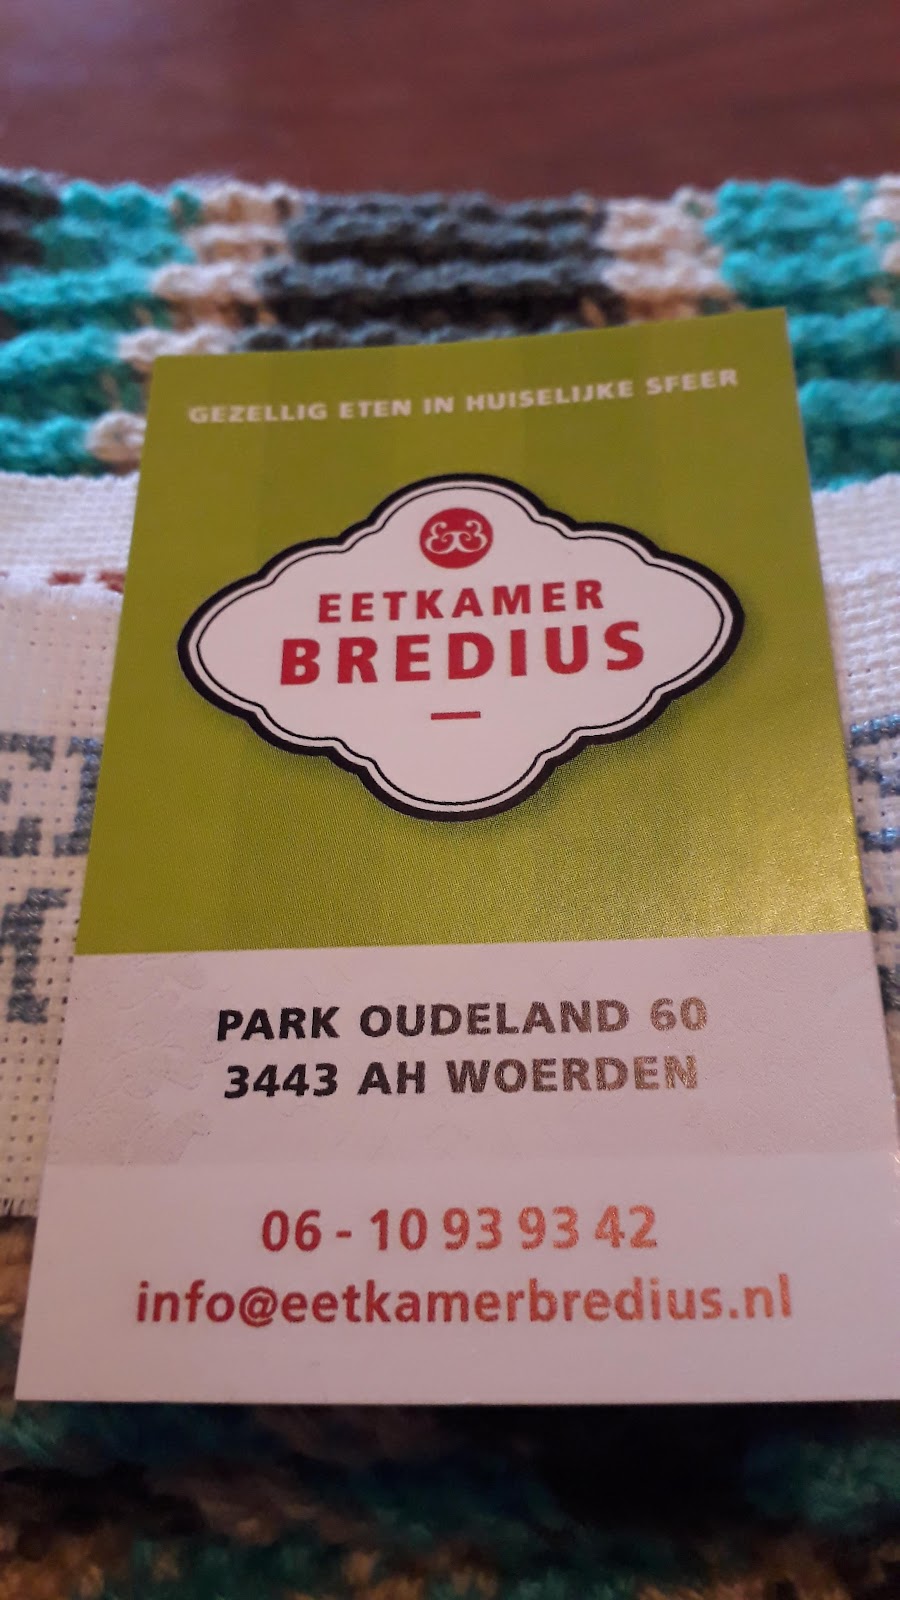 GEZELLIG ETEN IN HUISELIJKE SFEER
EETKAMER
BREDIUS
PARK OUDELAND 60
3443 AH WOERDEN
06 - 10 93 93 42
info@eetkamerbredius.nl